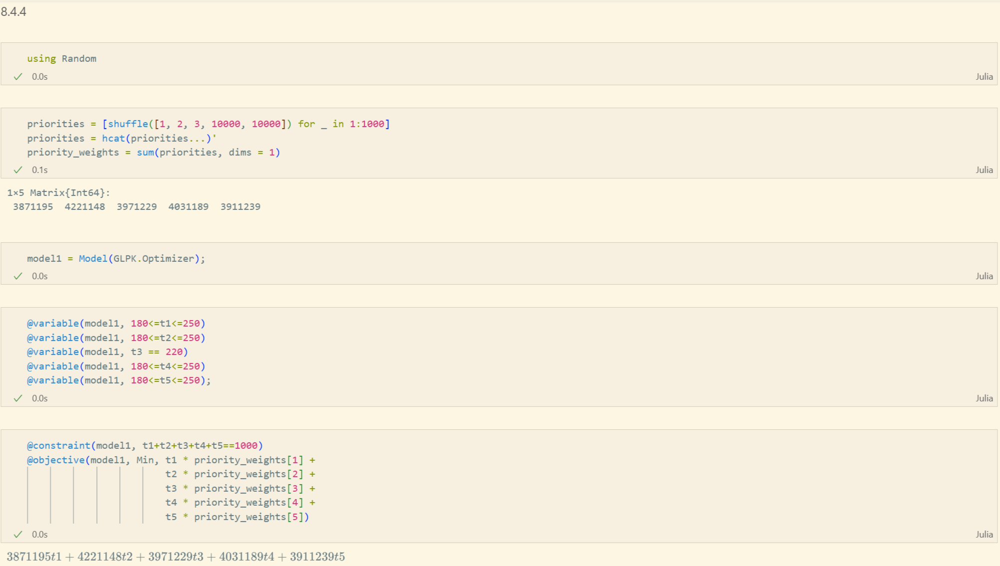 8.4.4
using Random
0.0s
Julia
priorities = [shuffle([1, 2, 3, 10000, 10000]) for _ in 1:1000]
priorities = hcat(priorities...)'
priority_weights = sum(priorities, dims = 1)
0.1s
Julia
1×5 Matrix{Int64}:
3871195  4221148  3971229  4031189  3911239
model1 = Model(GLPK.Optimizer);
0.0s
Julia
@variable(model1, 180<=t1<=250)
@variable(model1, 180<=t2<=250)
@variable(model1, t3 == 220)
@variable(model1, 180<=t4<=250)
@variable(model1, 180<=t5<=250);
0.0s
Julia
@constraint(model1, t1+t2+t3+t4+t5==1000)
@objective(model1, Min, t1 * priority_weights[1] +
t2 * priority_weights[2] +
t3 * priority_weights[3] +
t4 * priority_weights[4] +
t5 * priority_weights[5])
0.0s
Julia
3871195t1 + 4221148t2 + 3971229t3 + 4031189t4 + 3911239t5